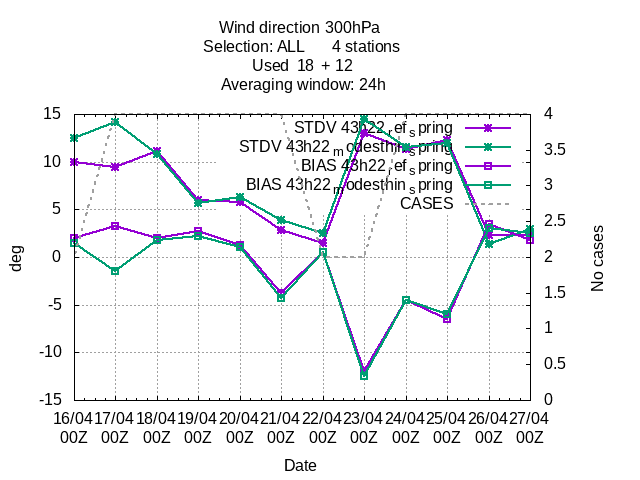 Wind direction 300hPa
Selection: ALL 4 stations
Used 18 + 12
Averaging window: 24h
STDV 43h22_ref_spring
STDV 43h22_modesthin_spring
BIAS 43h22_ref_spring
BIAS 43h22_modesthin_spring
CASES
15
10
5
0
-5
-10
-15
deg
4
3.5
3
2.5
2
1.5
1
0.5
0
No cases
16/04 17/04 18/04 19/04 20/04 21/04 22/04 23/04 24/04 25/04 26/04 27/04
00Z 00Z 00Z 00Z 00Z 00Z 00Z 00Z 00Z 00Z 00Z 00Z
Date